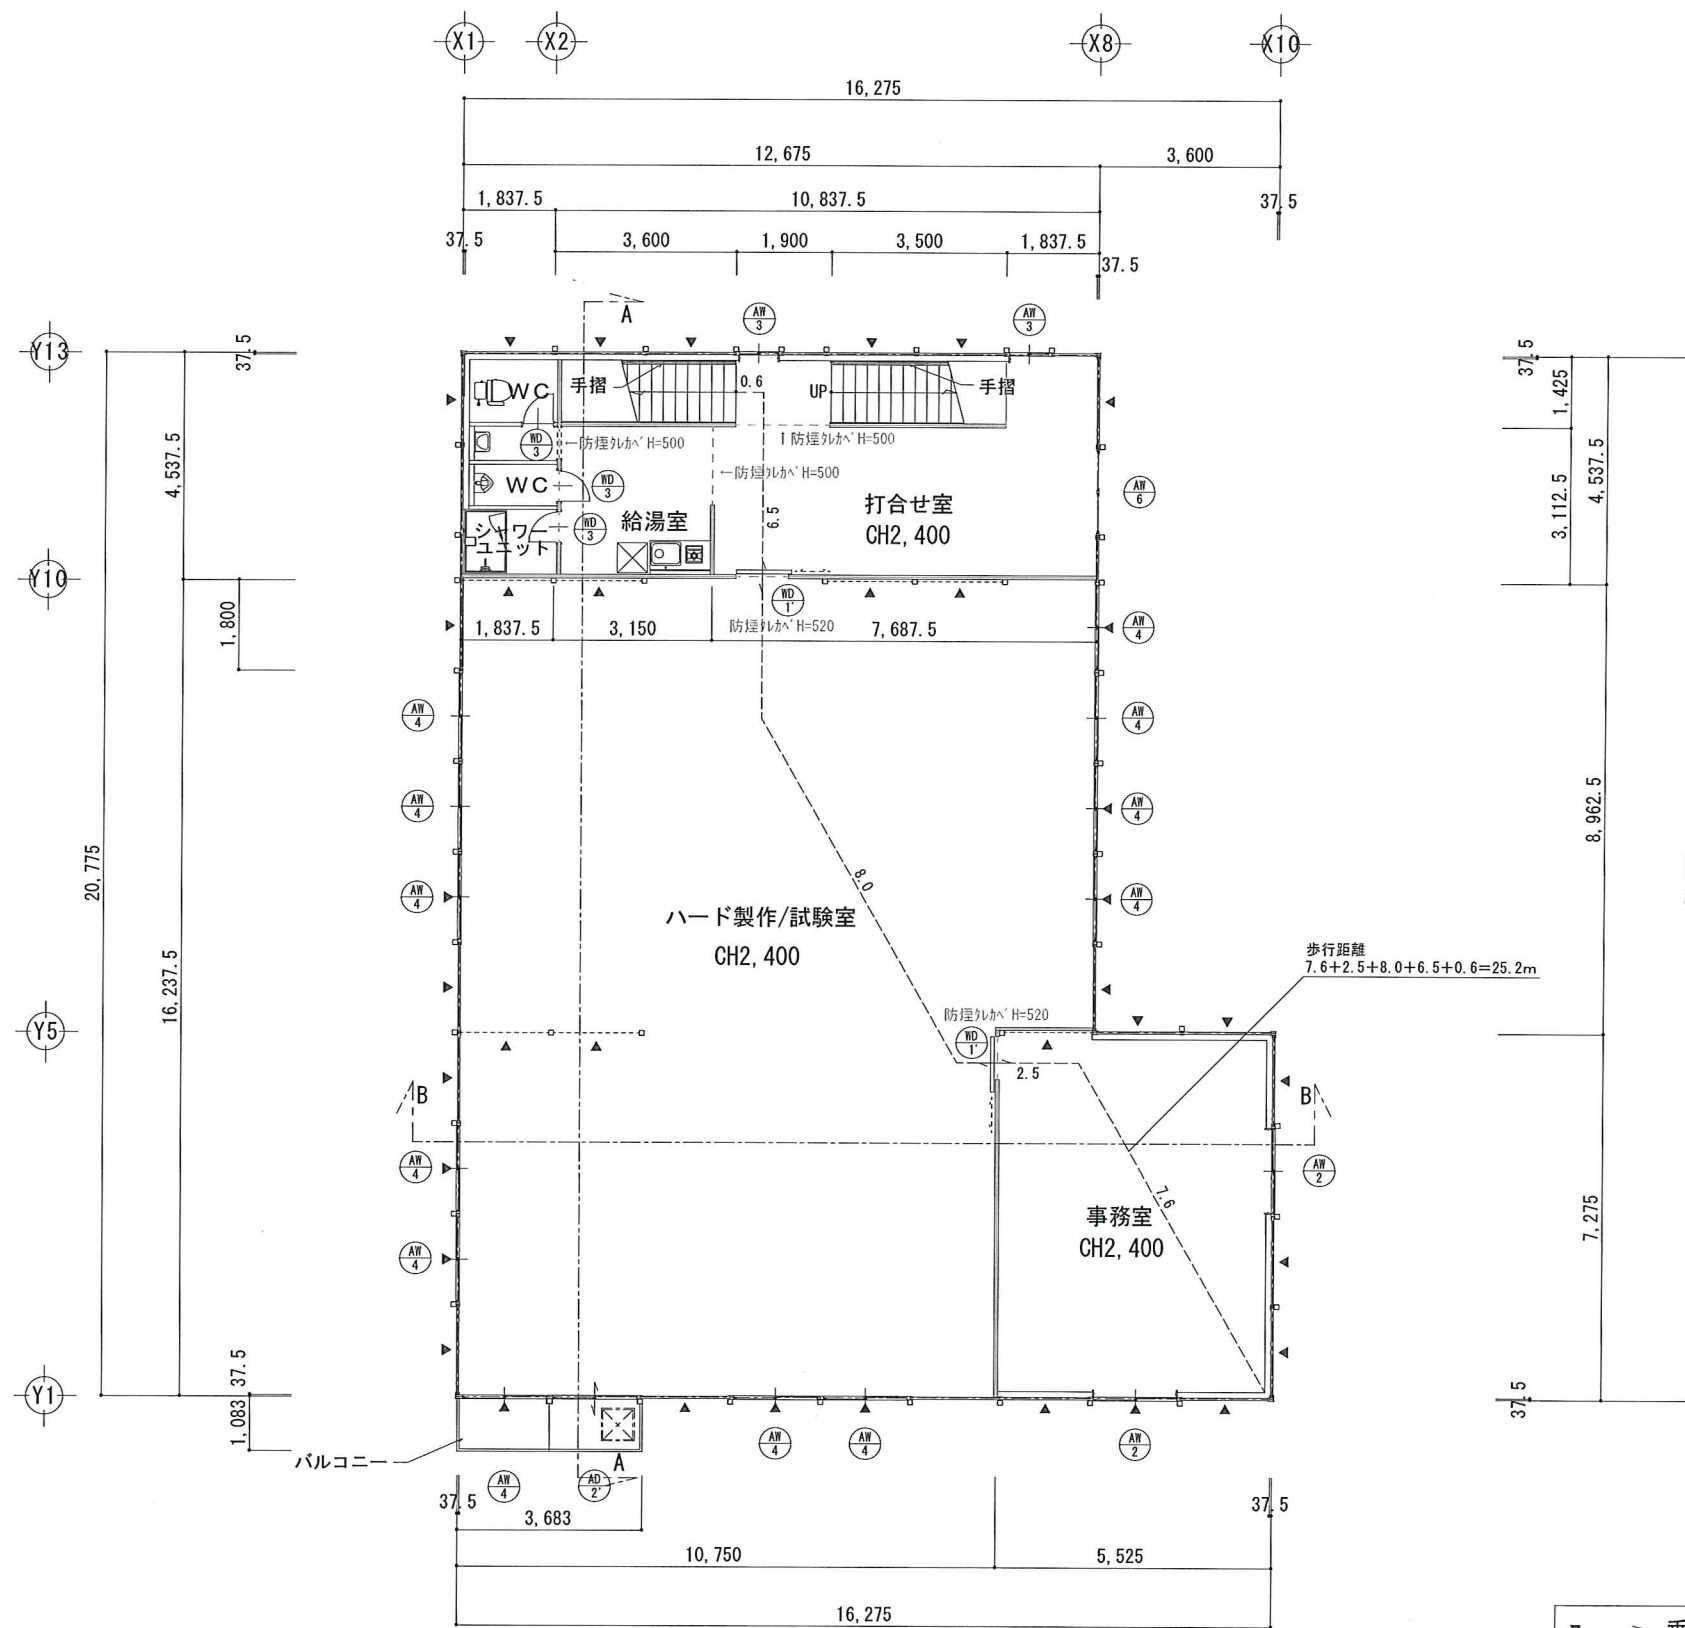 X1
X2
X8
X10
16,275
12,675
3,600
1,837.5
10,837.5
37.5
37.5
3,600
1,900
3,500
1,837.5
37.5
A
AW
3
AW
3
Y13
37.5
37.5
1,425
4,537.5
4,537.5
3,112.5
WC
手摺
0.6
UP
手摺
WD
3
←防煙タレカベ H=500
↑防煙タレカベ H=500
←防煙タレカベ H=500
WC
WD
3
AW
6
6.5
打合せ室
CH2,400
シャワー
ユニット
WD
3
給湯室
Y10
WD
1'
1,800
1,837.5
3,150
防煙タレカベ H=520
7,687.5
AW
4
AW
4
AW
4
AW
4
AW
4
8,962.5
20,775
8.0
AW
4
AW
4
ハード製作/試験室
CH2,400
16,237.5
歩行距離
7.6+2.5+8.0+6.5+0.6=25.2m
防煙タレカベ H=520
Y5
WD
1'
2.5
B
B
AW
4
AW
2
7.6
事務室
CH2,400
7,275
AW
4
37.5
Y1
37.5
1,083
バルコニー
AW
4
AW
4
AW
2
A
AW
4
AD
2'
37.5
37.5
3,683
10,750
5,525
16,275